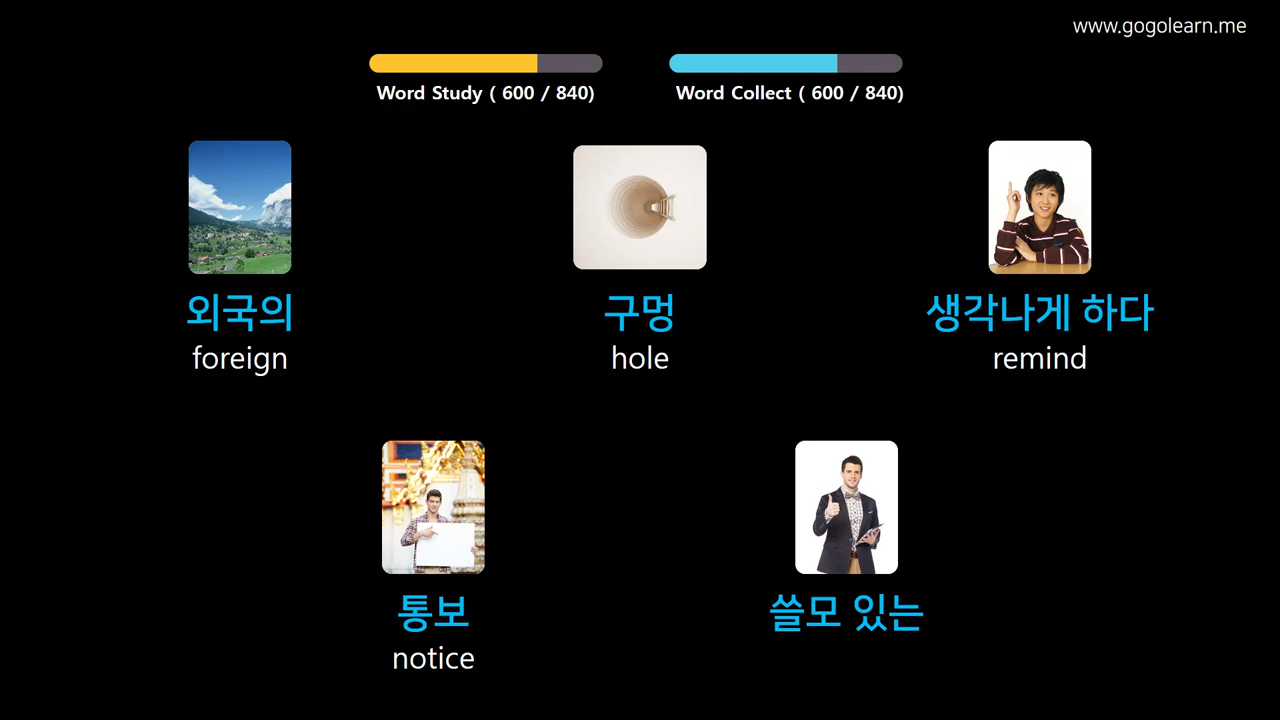 www.gogolearn.me
Word Study ( 600 / 840)
Word Collect ( 600 / 840)
외국의
foreign
구멍
hole
생각나게 하다
remind
통보
notice
쓸모 있는